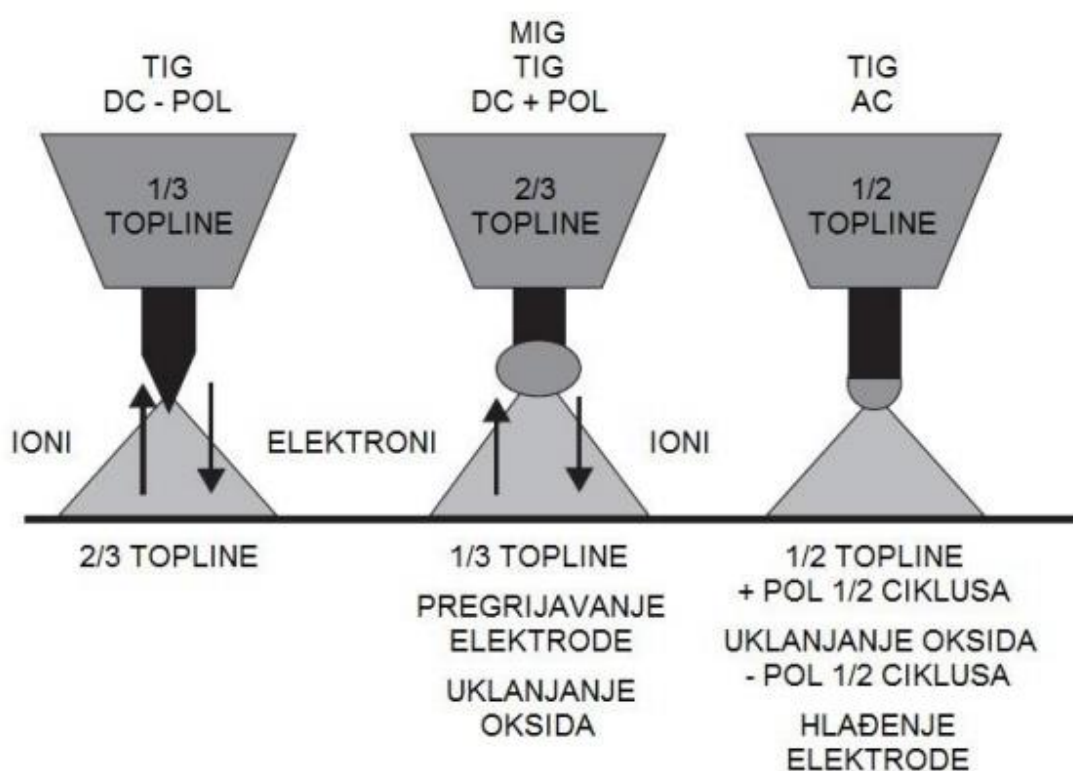 TIG
DC - POL
MIG
TIG
DC + POL
TIG
AC
1/3
TOPLINE
2/3
TOPLINE
1/2
TOPLINE
IONI
ELEKTRONI
IONI
2/3 TOPLINE
1/3 TOPLINE
PREGRIJAVANJE
ELEKTRODE
UKLANJANJE
OKSIDA
1/2 TOPLINE
+ POL 1/2 CIKLUSA
UKLANJANJE OKSIDA
- POL 1/2 CIKLUSA
HLAĐENJE
ELEKTRODE